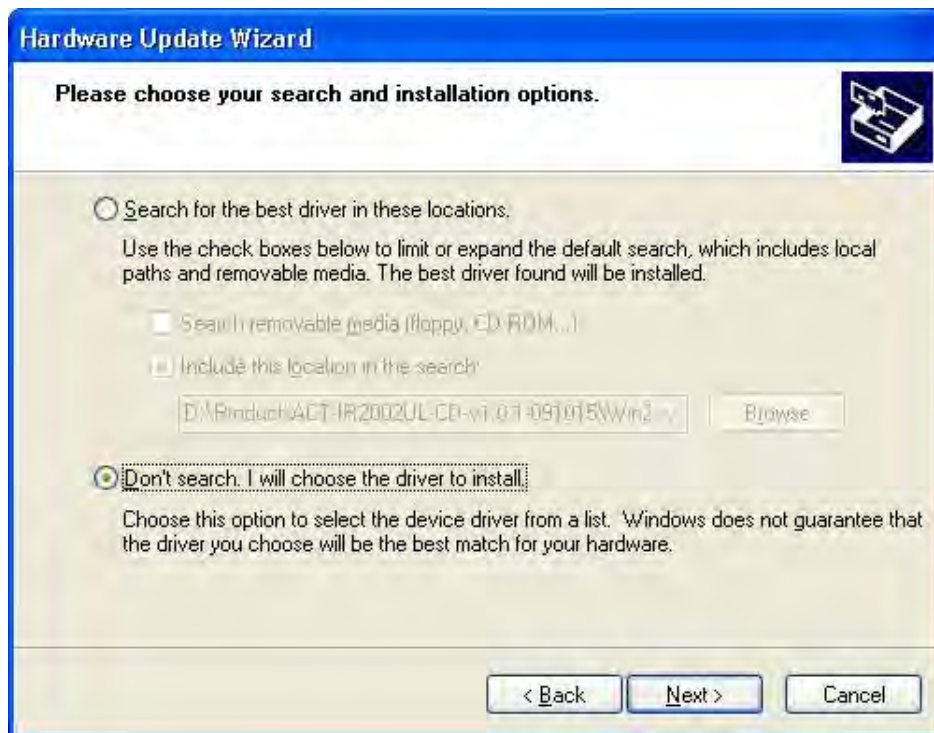 Hardware Update Wizard
Please choose your search and installation options.
Search for the best driver in these locations.
Use the check boxes below to limit or expand the default search, which includes local
paths and removable media. The best driver found will be installed.
Search removable media (floppy, CD-ROM...)
Include this location in the search:
Browse
Don't search. I will choose the driver to install.
Choose this option to select the device driver from a list. Windows does not guarantee that
the driver you choose will be the best match for your hardware.
< Back Next > Cancel